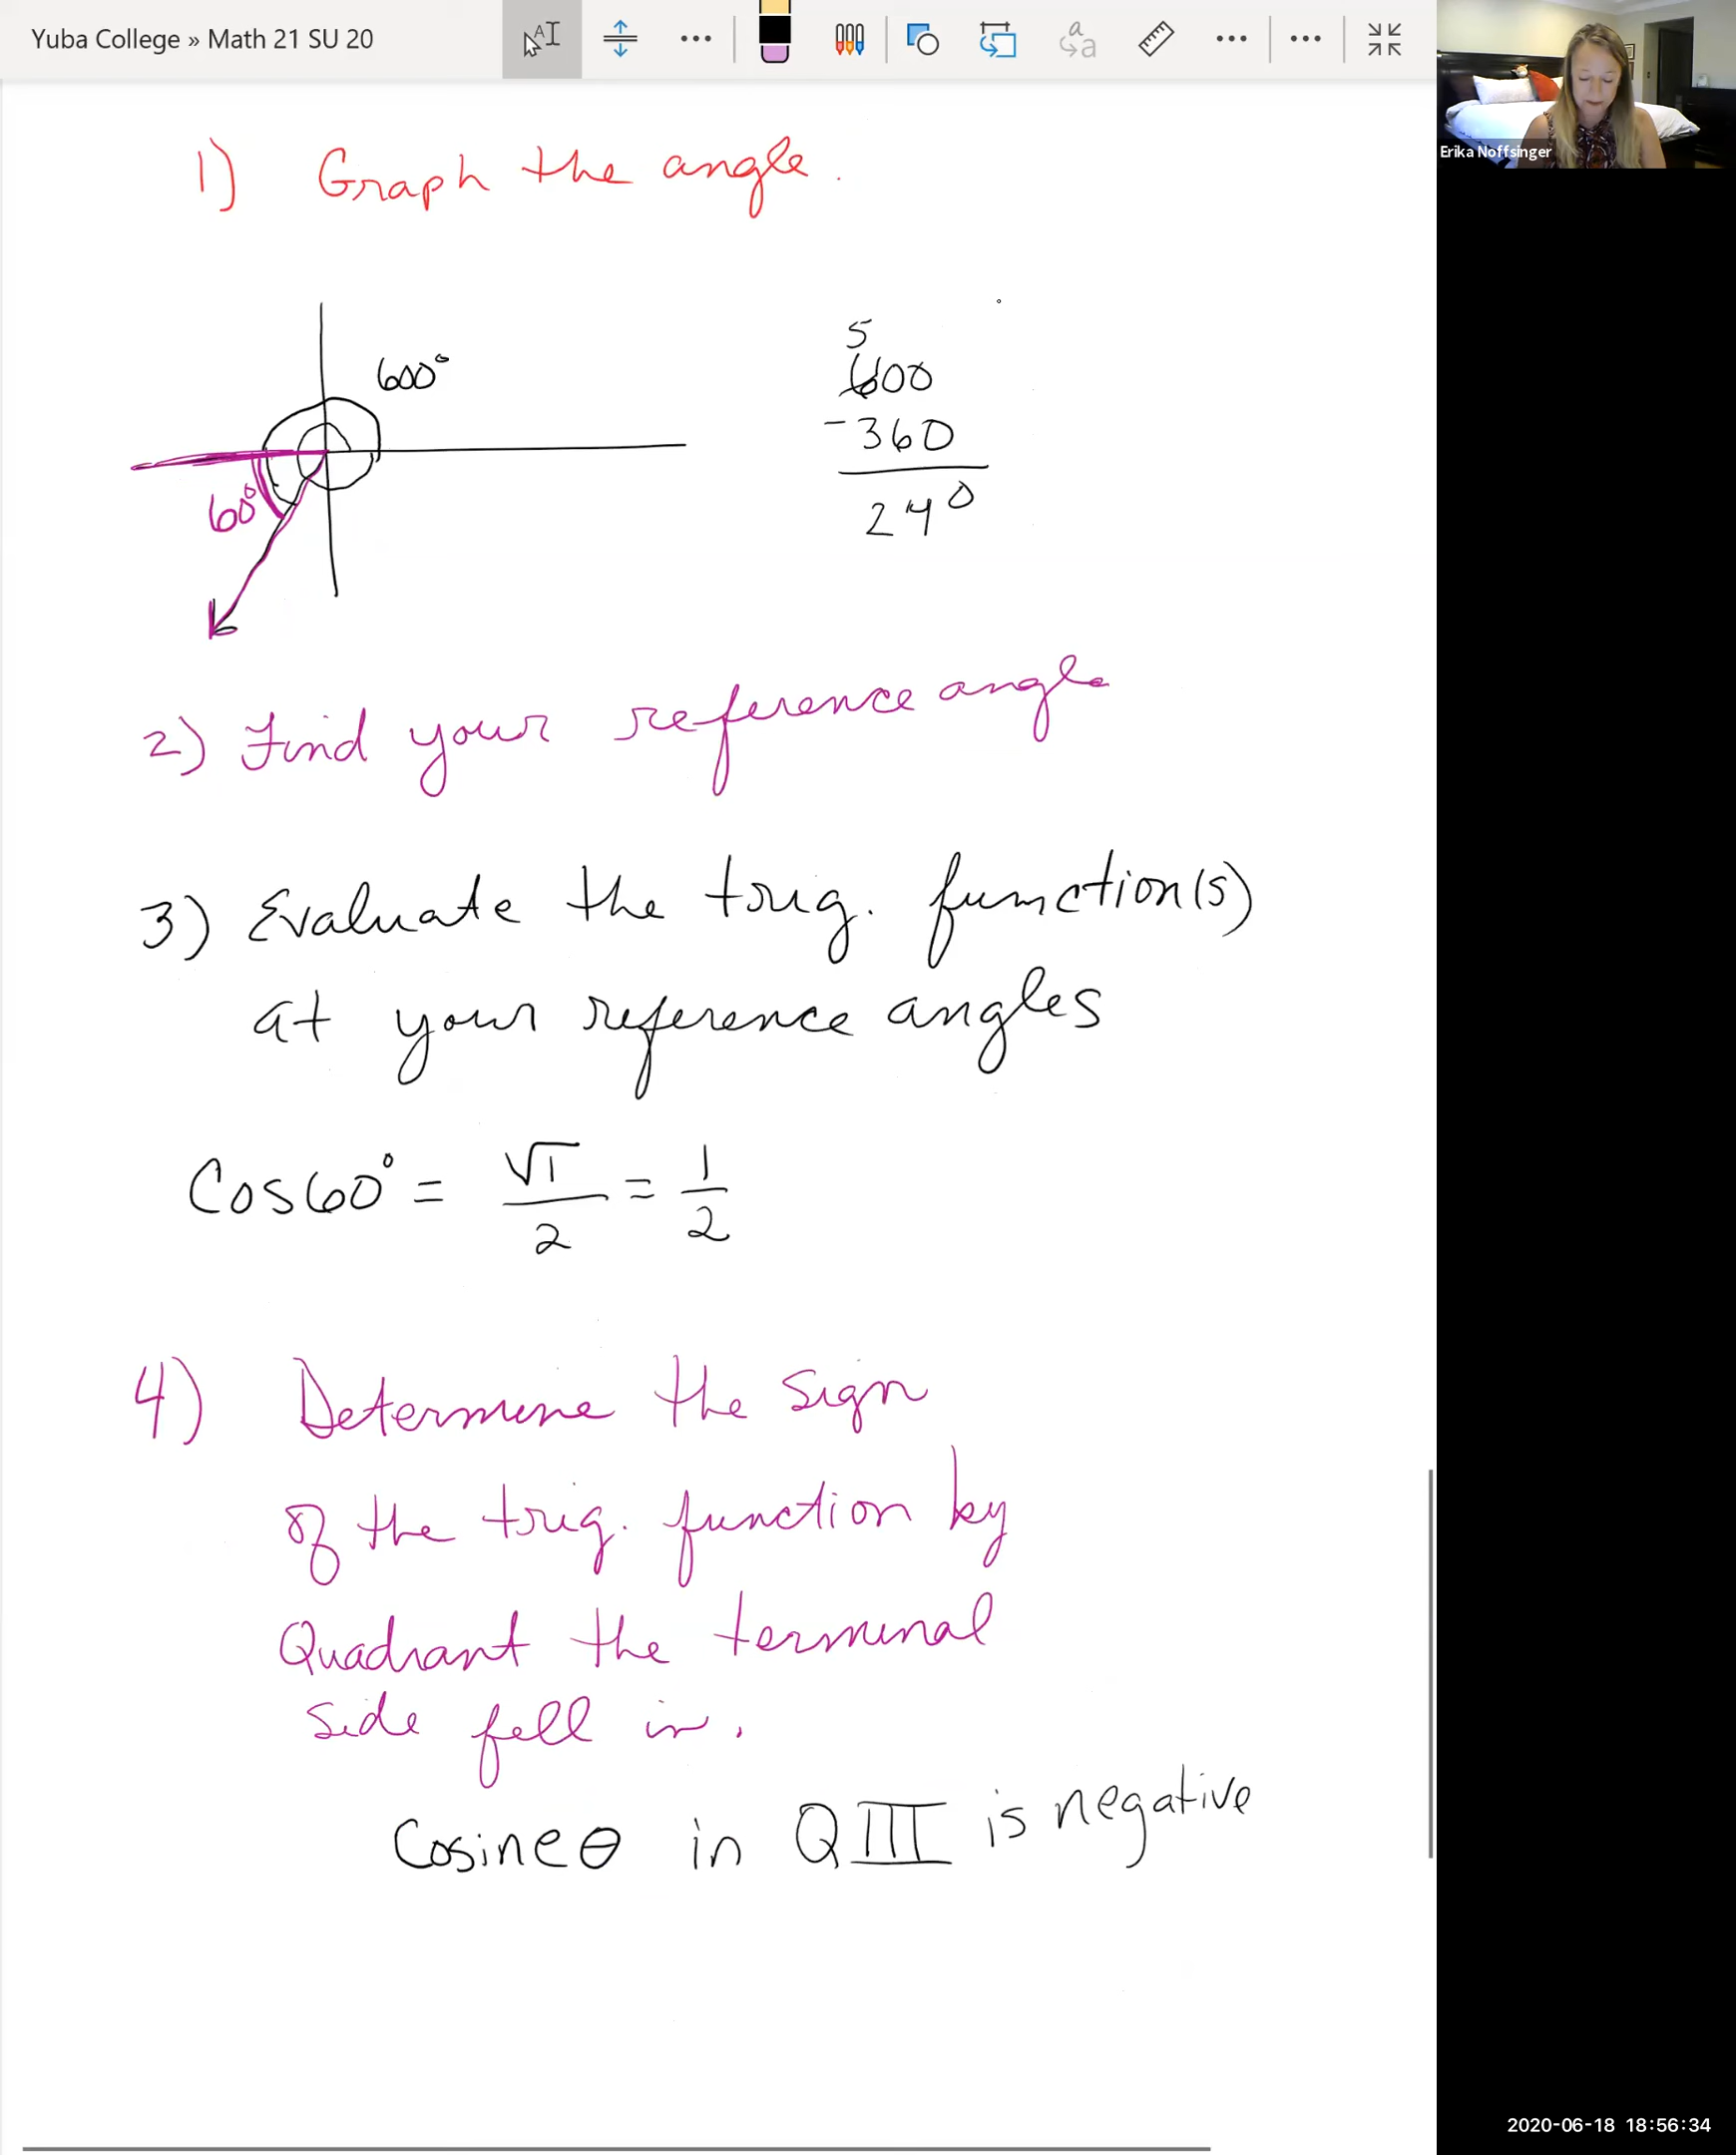 Yuba College » Math 21 SU 20
Erika Noffsinger
1) Graph the angle.
600°
60°
5
600
-360
240
2) Find your reference angle
3) Evaluate the trig. function(s)
at your reference angles
Cos60° = √1/2 = 1/2
4) Determine the sign
of the trig. function by
Quadrant the terminal
side fell in.
Cosine θ in QIII is negative
2020-06-18 18:56:34